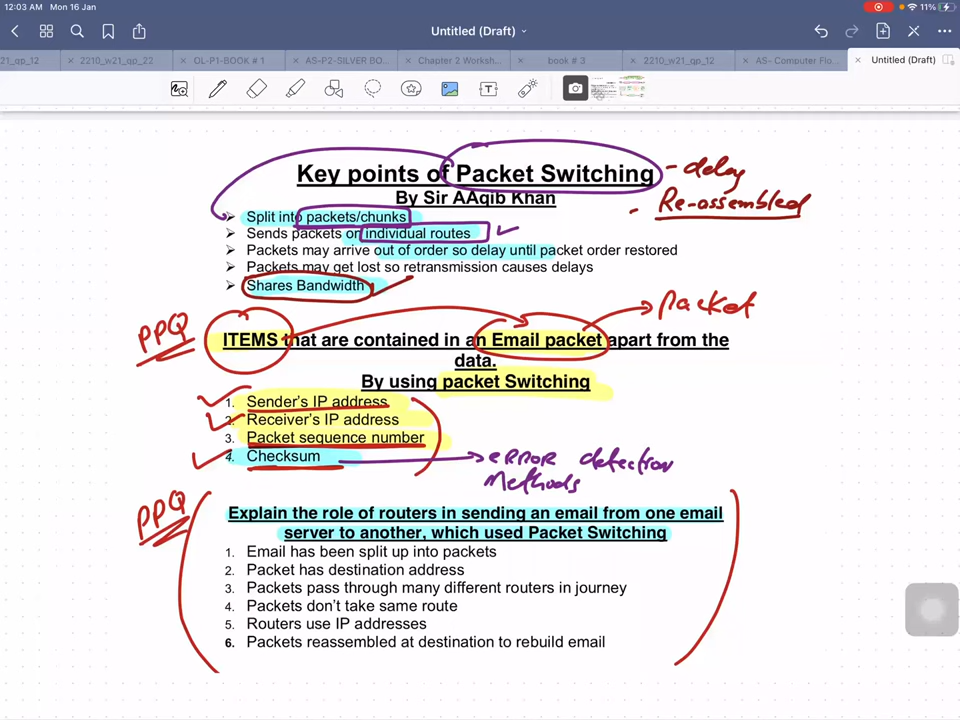 12:03 AM Mon 16 Jan
11%
Untitled (Draft)
21_qp_12
2210_w21_qp_22
OL-P1-BOOK # 1
AS-P2-SILVER BO...
Chapter 2 Worksh...
book # 3
2210_w21_qp_12
AS- Computer Flo...
Untitled (Draft)
Key points of Packet Switching
- delay
By Sir AAqib Khan
- Re-assembled
Split into packets/chunks
Sends packets on individual routes
Packets may arrive out of order so delay until packet order restored
Packets may get lost so retransmission causes delays
Shares Bandwidth
Packet
PPQ
ITEMS that are contained in an Email packet apart from the
data.
By using packet Switching
1. Sender's IP address
2. Receiver's IP address
3. Packet sequence number
4. Checksum
ERROR detection
Methods
PPQ
Explain the role of routers in sending an email from one email
server to another, which used Packet Switching
1. Email has been split up into packets
2. Packet has destination address
3. Packets pass through many different routers in journey
4. Packets don't take same route
5. Routers use IP addresses
6. Packets reassembled at destination to rebuild email